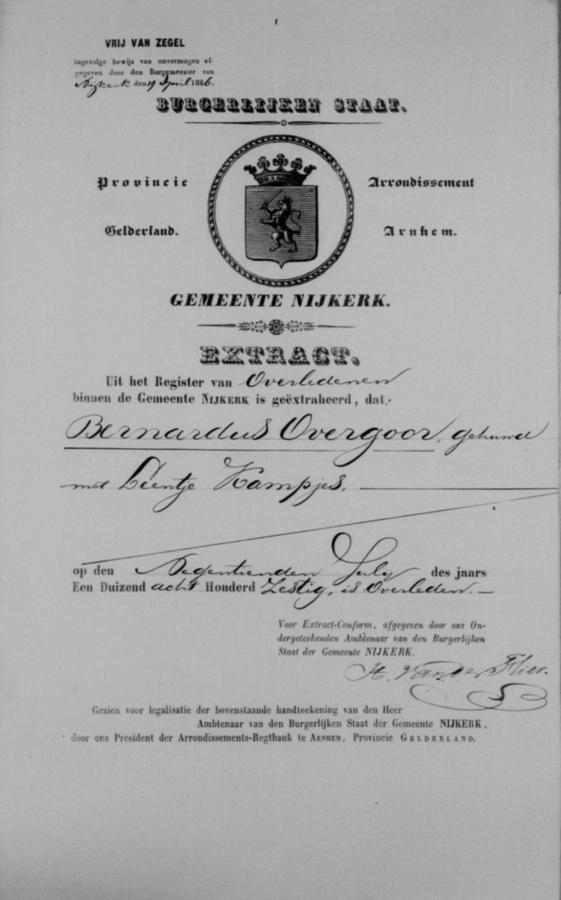 VRIJ VAN ZEGEL
ingevolge bewijs van onvermogen af-
gegeven door den Burgemeester van
Nijkerk den 19 April 1866.
BURGERLIJKEN STAAT.
Provincie Arrondissement
Gelderland. Arnhem.
GEMEENTE NIJKERK.
EXTRACT.
Uit het Register van Overledenen
binnen de Gemeente NIJKERK is geëxtraheerd, dat:
Bernardus Overgoor, gehuwd
met Leentje Kampjes.
op den Negentienden July des jaars
Een Duizend acht Honderd Zestig, is Overleden.
Voor Extract-Conform, afgegeven door ons On-
dergeteekenden Ambtenaar van den Burgerlijken
Staat der Gemeente NIJKERK.
H. van der Flier.
Gezien voor legalisatie der bovenstaande handteekening van den Heer
Ambtenaar van den Burgerlijken Staat der Gemeente NIJKERK,
door ons President der Arrondissements-Regtbank te ARNHEM, Provincie GELDERLAND.